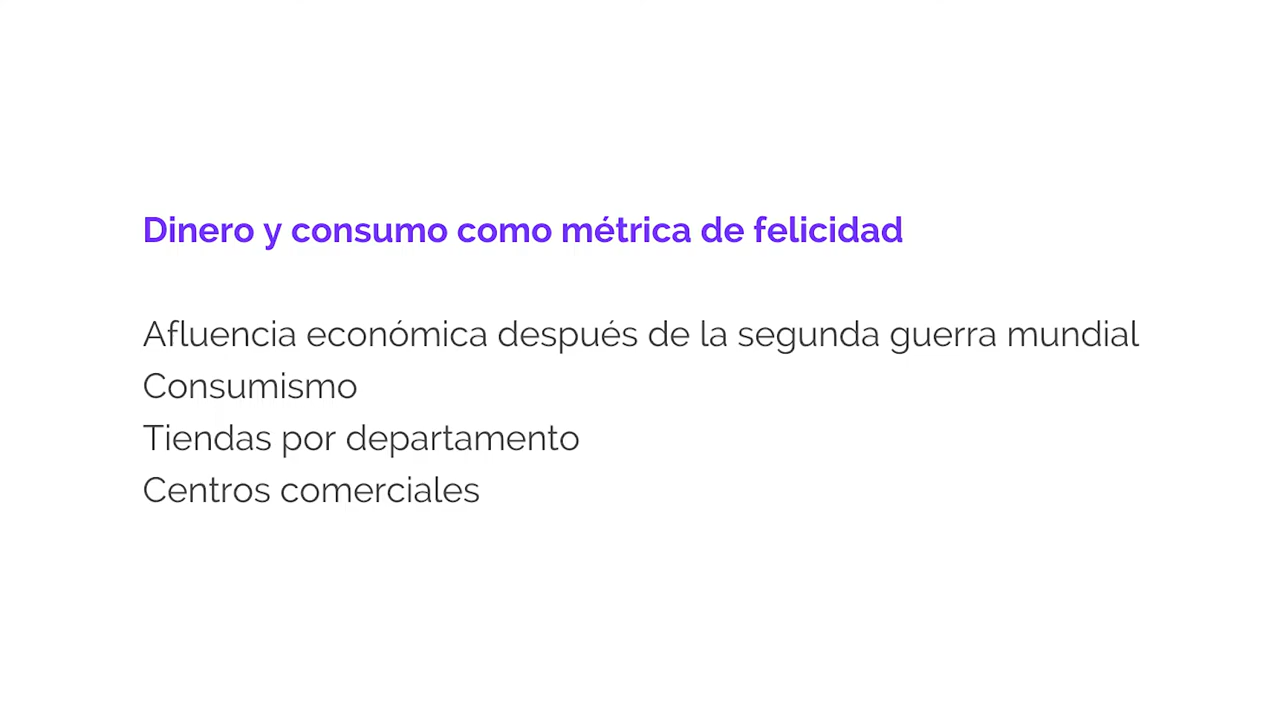 Dinero y consumo como métrica de felicidad
Afluencia económica después de la segunda guerra mundial
Consumismo
Tiendas por departamento
Centros comerciales